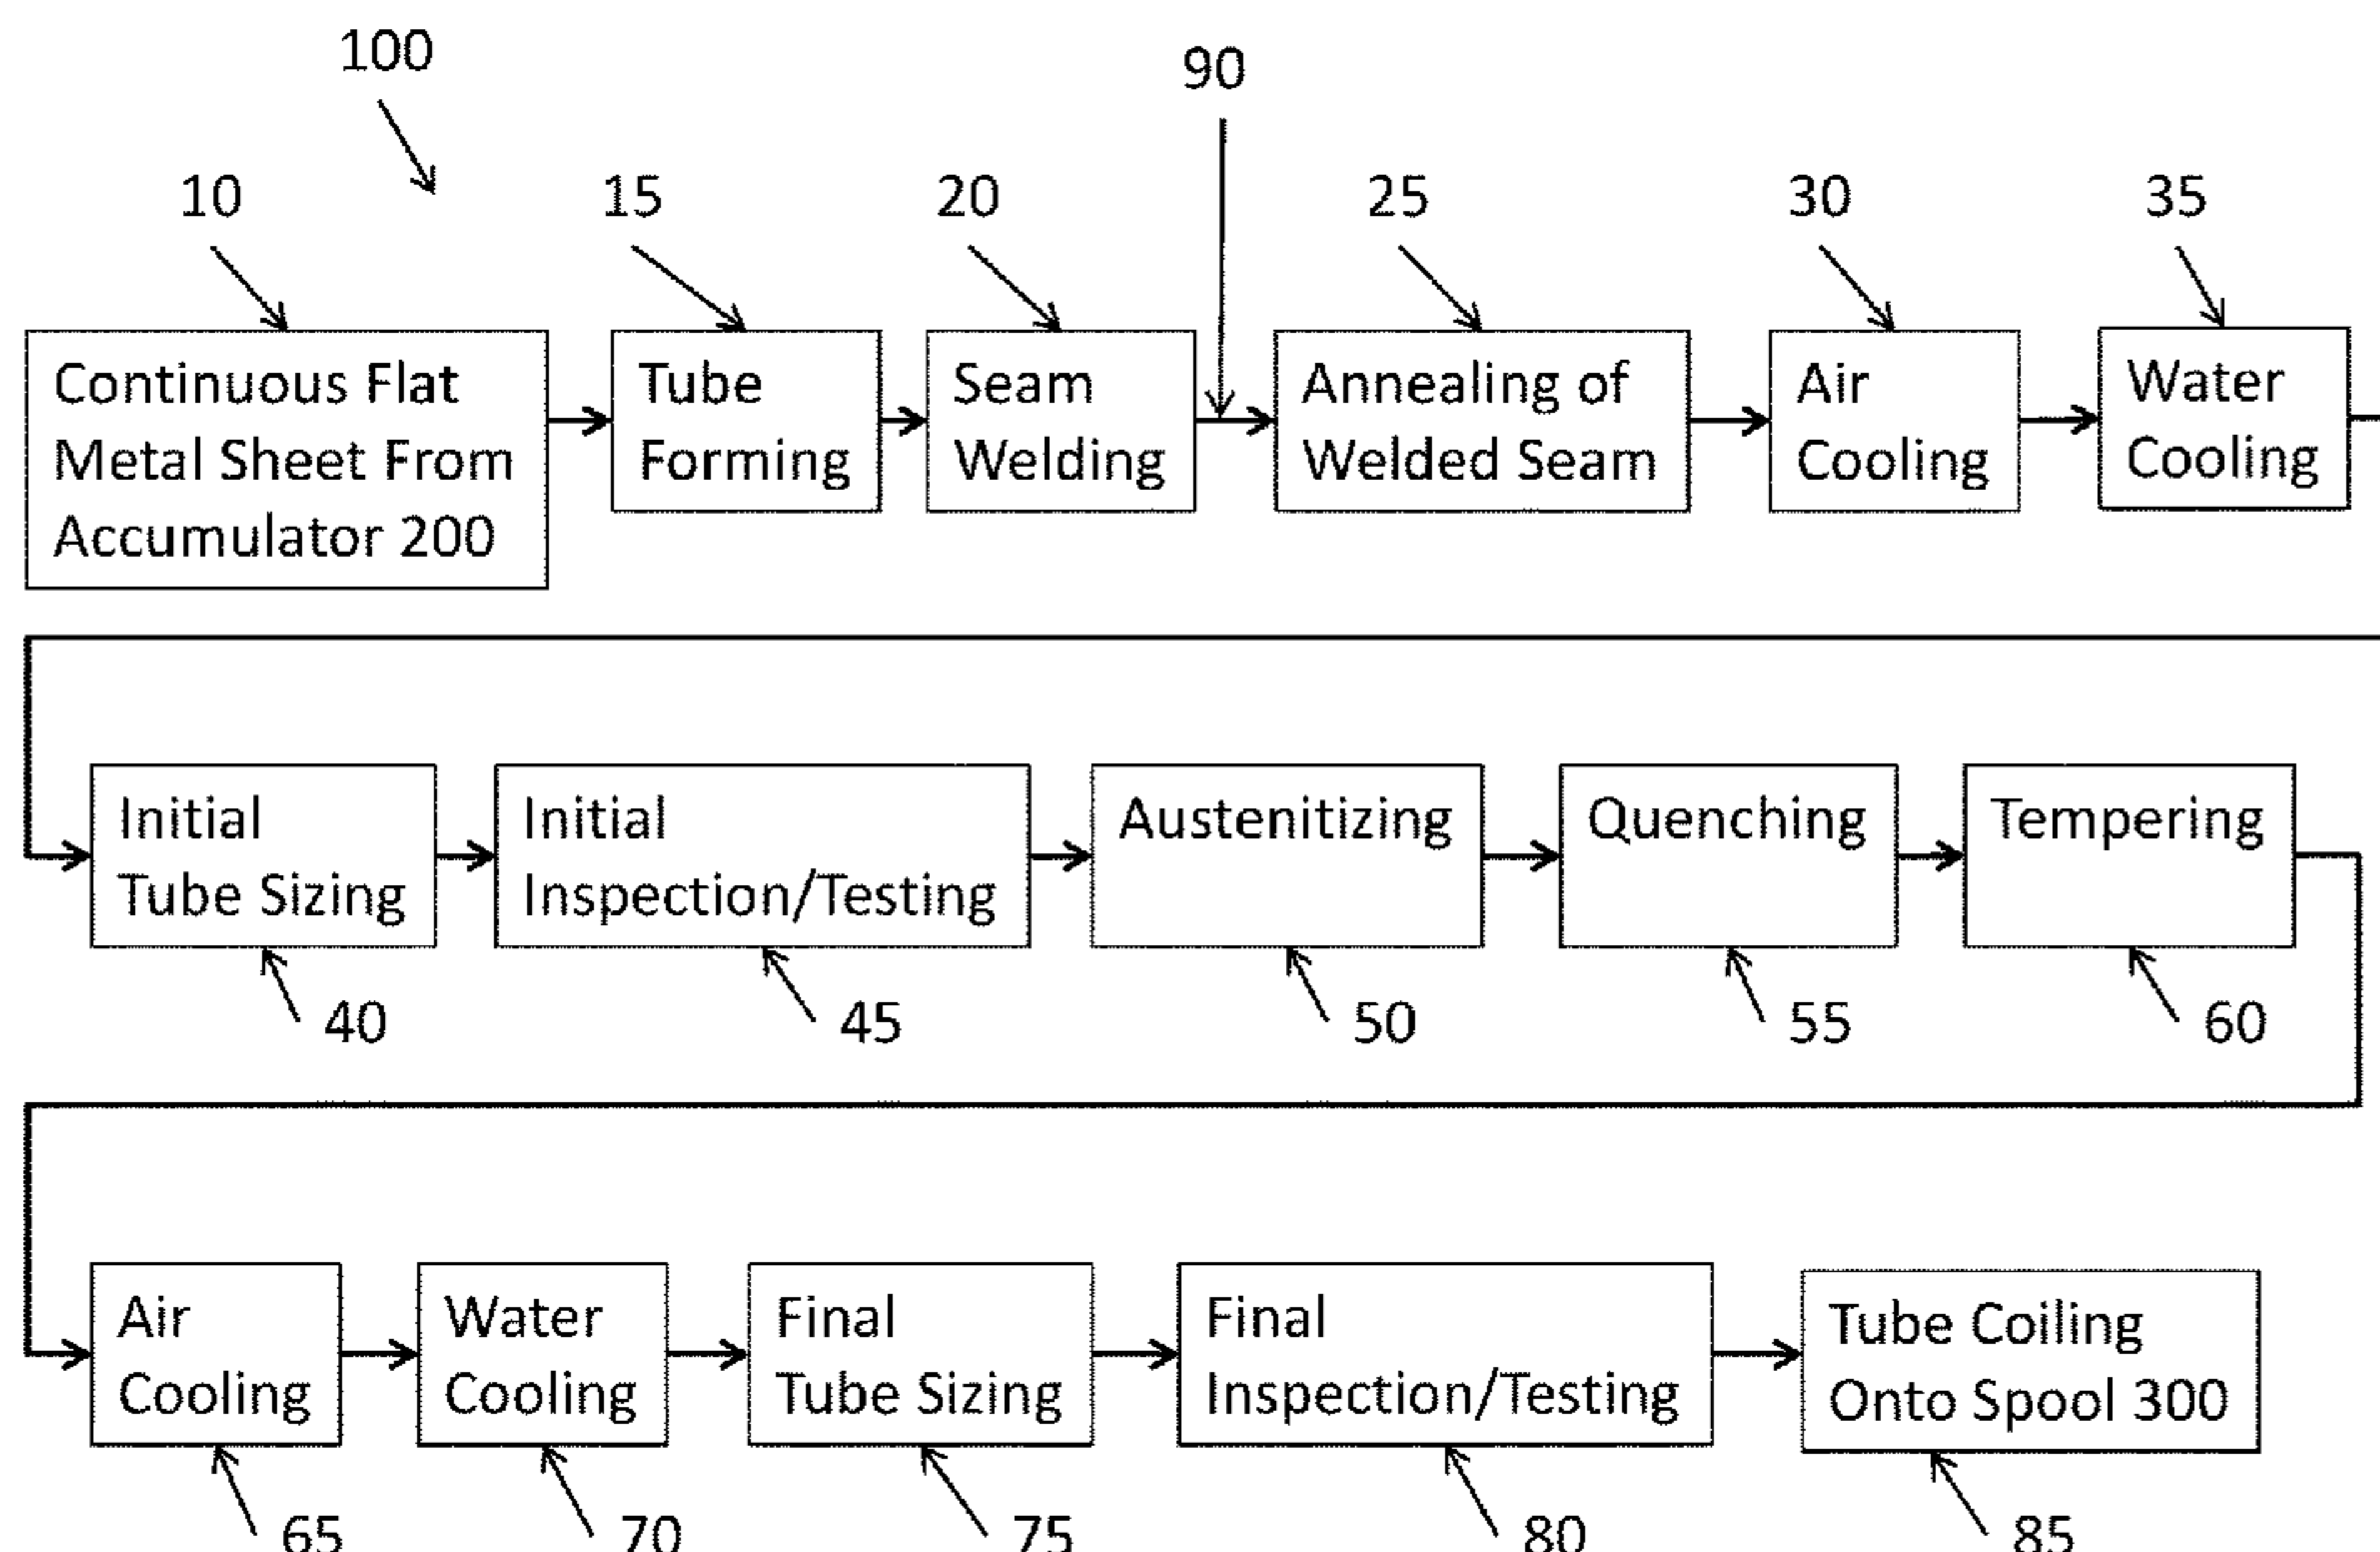 100
90
10
15
20
25
30
35
Continuous Flat
Metal Sheet From
Accumulator 200
Tube
Forming
Seam
Welding
Annealing of
Welded Seam
Air
Cooling
Water
Cooling
Initial
Tube Sizing
Initial
Inspection/Testing
Austenitizing
Quenching
Tempering
40
45
50
55
60
Air
Cooling
Water
Cooling
Final
Tube Sizing
Final
Inspection/Testing
Tube Coiling
Onto Spool 300
65
70
75
80
85